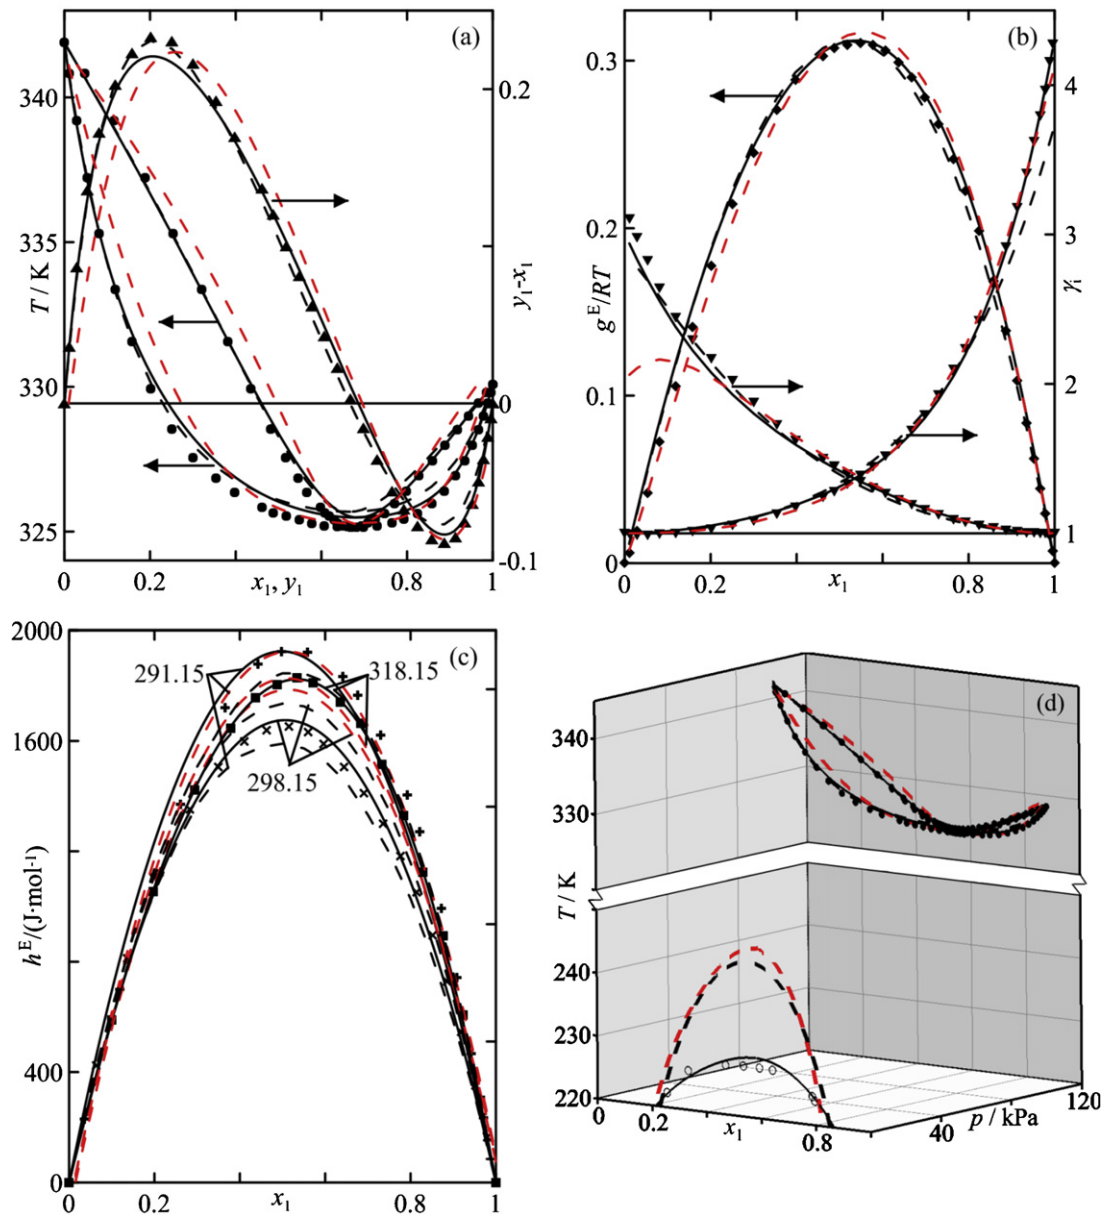 (a)
340
335
330
325
T / K
0.2
0
-0.1
y1-x1
0
0.2
x1, y1
0.8
1
(b)
0.3
0.2
0.1
0
gE/RT
4
3
2
1
γi
0
0.2
x1
0.8
1
2000
1600
400
0
hE/(J·mol-1)
(c)
291.15
318.15
298.15
0
0.2
x1
0.8
1
(d)
340
330
T / K
240
230
220
0
0.2
x1
0.8
40
p / kPa
120